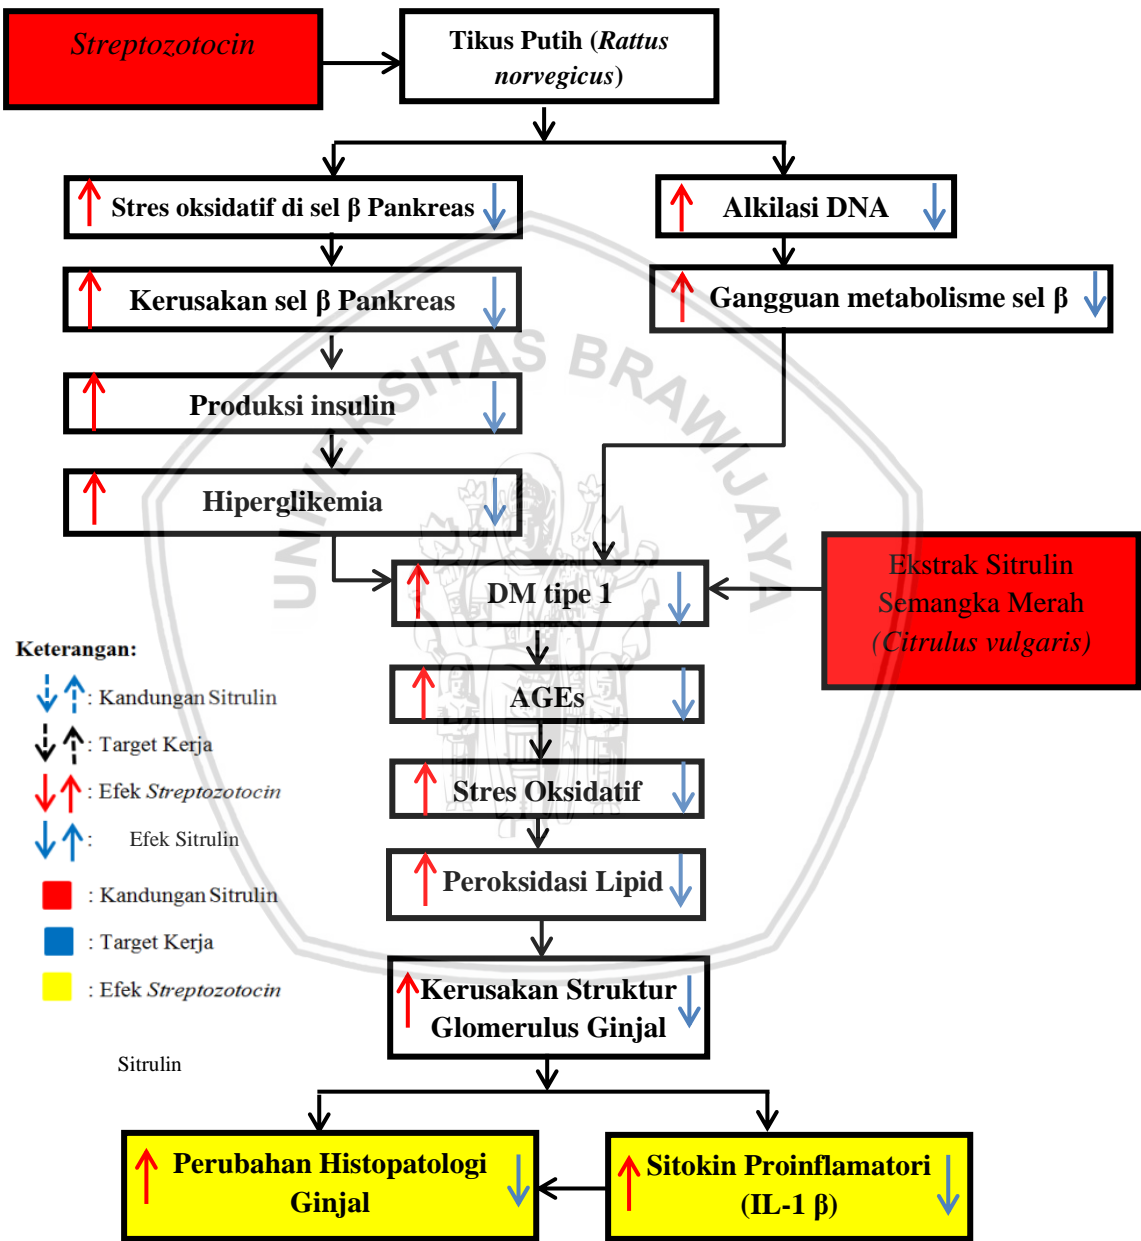 Streptozotocin
Tikus Putih (Rattus
norvegicus)
Stres oksidatif di sel β Pankreas
Alkilasi DNA
Kerusakan sel β Pankreas
Gangguan metabolisme sel β
Produksi insulin
Hiperglikemia
UNIVERSITAS BRAWIJAYA
DM tipe 1
Ekstrak Sitrulin
Semangka Merah
(Citrulus vulgaris)
AGEs
Stres Oksidatif
Peroksidasi Lipid
Kerusakan Struktur
Glomerulus Ginjal
Keterangan:
: Kandungan Sitrulin
: Target Kerja
: Efek Streptozotocin
: Efek Sitrulin
: Kandungan Sitrulin
: Target Kerja
: Efek Streptozotocin
Sitrulin
Perubahan Histopatologi
Ginjal
Sitokin Proinflamatori
(IL-1 β)